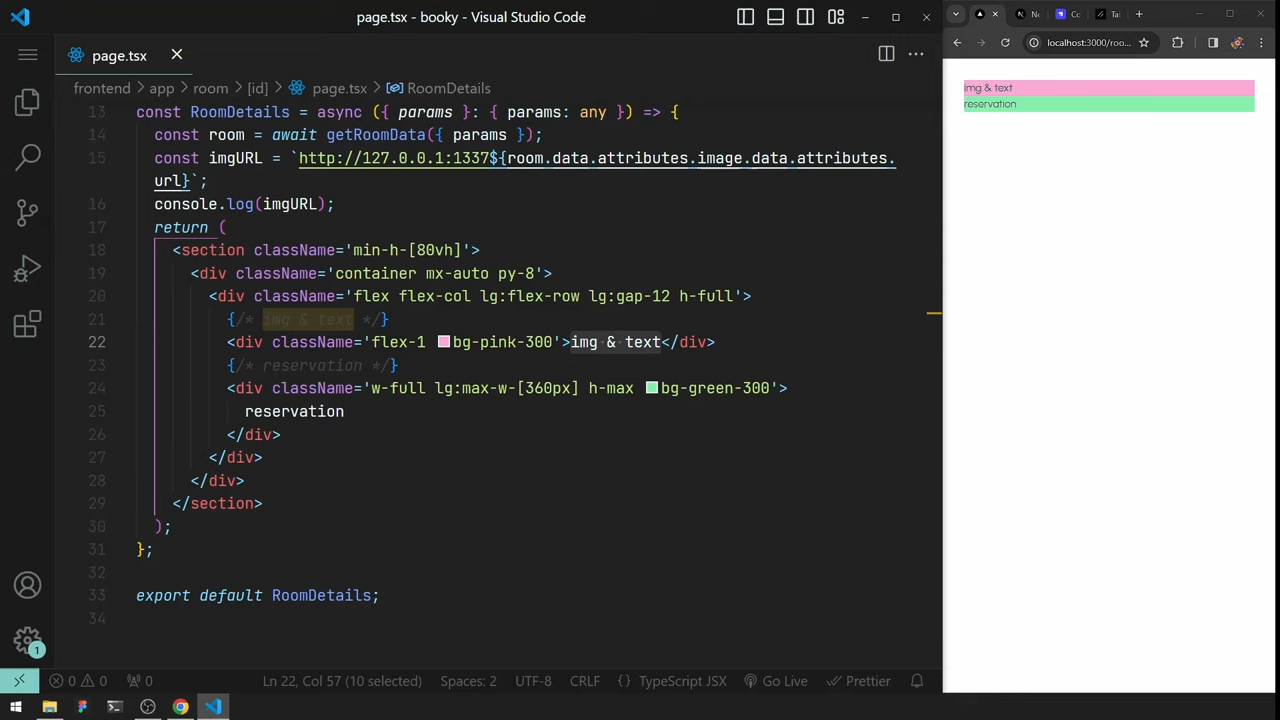 page.tsx - booky - Visual Studio Code
page.tsx
frontend app room [id] page.tsx RoomDetails
13 const RoomDetails = async ({ params }: { params: any }) => {
14 const room = await getRoomData({ params });
15 const imgURL = `http://127.0.0.1:1337${room.data.attributes.image.data.attributes.
url}`;
16 console.log(imgURL);
17 return (
18 <section className='min-h-[80vh]'>
19 <div className='container mx-auto py-8'>
20 <div className='flex flex-col lg:flex-row lg:gap-12 h-full'>
21 {/* img & text */}
22 <div className='flex-1 bg-pink-300'>img & text</div>
23 {/* reservation */}
24 <div className='w-full lg:max-w-[360px] h-max bg-green-300'>
25 reservation
26 </div>
27 </div>
28 </div>
29 </section>
30 );
31 };
32
33 export default RoomDetails;
34
1
0 0 0 Ln 22, Col 57 (10 selected) Spaces: 2 UTF-8 CRLF {} TypeScript JSX Go Live Prettier
localhost:3000/roo...
img & text
reservation